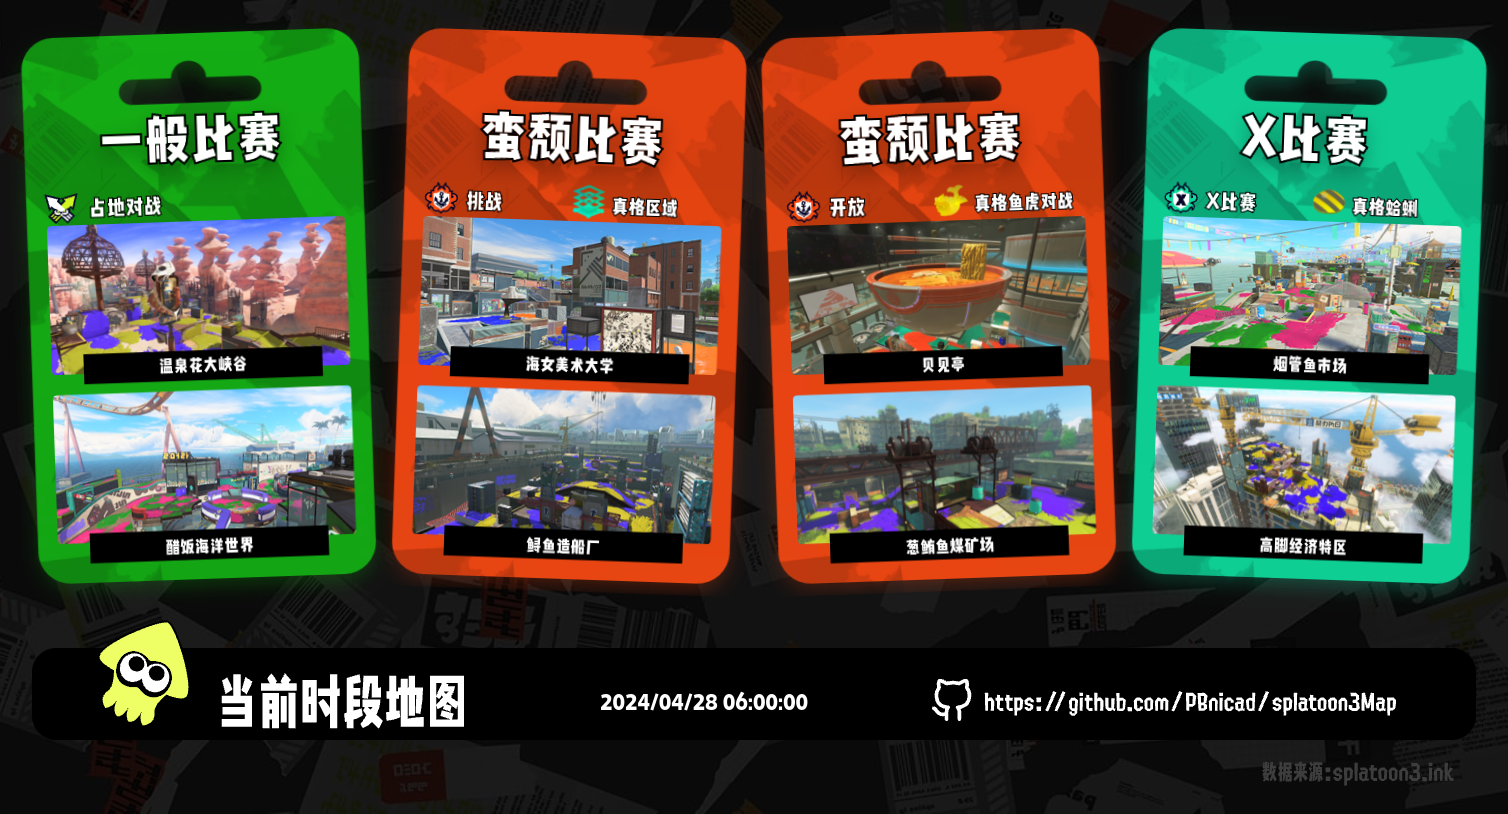 一般比赛
占地对战
温泉花大峡谷
醋饭海洋世界
蛮颓比赛
挑战
真格区域
海女美术大学
鲟鱼造船厂
蛮颓比赛
开放
真格鱼虎对战
贝见亭
葱鲔鱼煤矿场
X比赛
X比赛
真格蛤蜊
烟管鱼市场
高脚经济特区
当前时段地图
2024/04/28 06:00:00
https://github.com/PBnicad/splatoon3Map
数据来源:splatoon3.ink